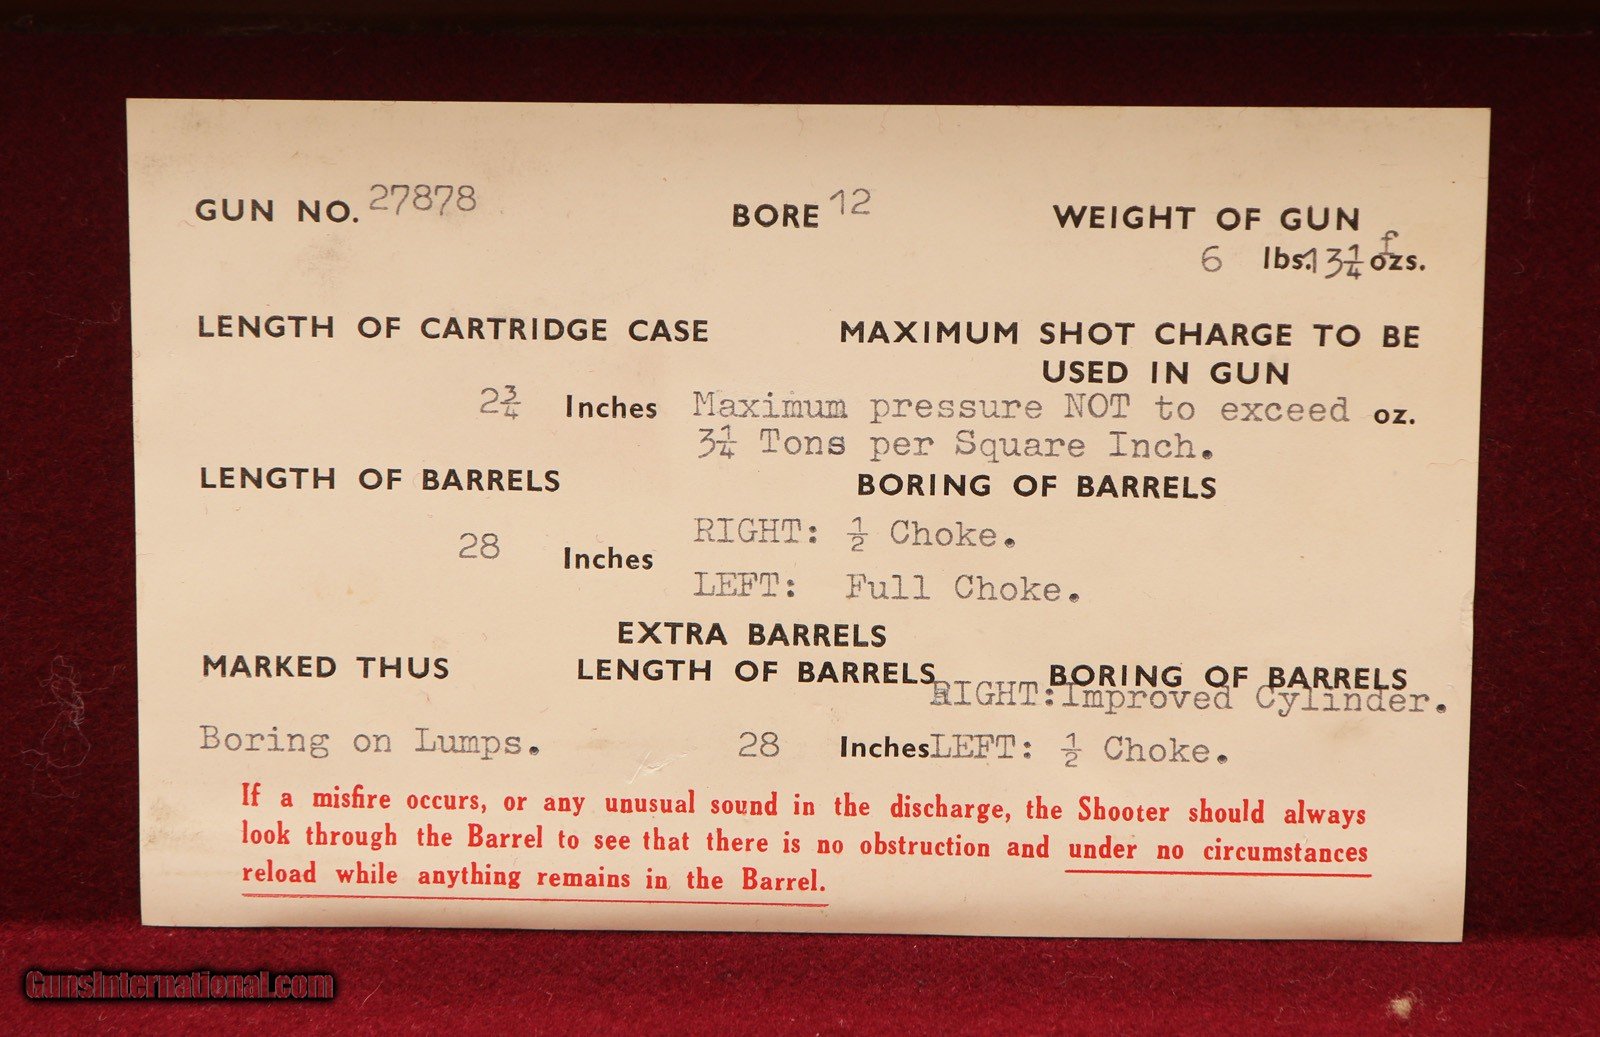 GUN NO. 27878 BORE 12 WEIGHT OF GUN
6 lbs. 13¼ ozs.
f
LENGTH OF CARTRIDGE CASE MAXIMUM SHOT CHARGE TO BE
USED IN GUN
2¾ Inches Maximum pressure NOT to exceed oz.
3¼ Tons per Square Inch.
LENGTH OF BARRELS BORING OF BARRELS
28 Inches RIGHT: ½ Choke.
LEFT: Full Choke.
EXTRA BARRELS
MARKED THUS LENGTH OF BARRELS BORING OF BARRELS
RIGHT: Improved Cylinder.
Boring on Lumps. 28 Inches LEFT: ½ Choke.
If a misfire occurs, or any unusual sound in the discharge, the Shooter should always
look through the Barrel to see that there is no obstruction and under no circumstances
reload while anything remains in the Barrel.
GunsInternational.com